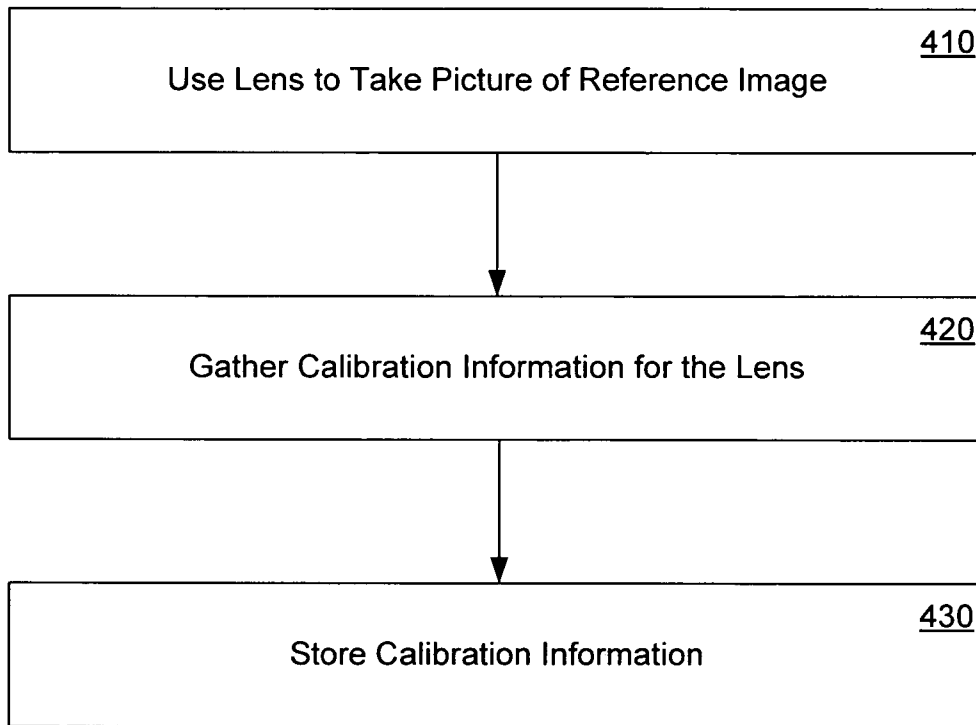 410
Use Lens to Take Picture of Reference Image
420
Gather Calibration Information for the Lens
430
Store Calibration Information